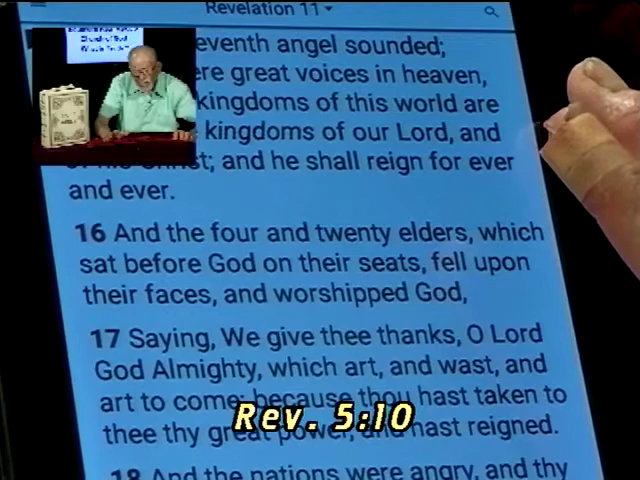 Revelation 11
Church of God
eventh angel sounded;
ere great voices in heaven,
kingdoms of this world are
kingdoms of our Lord, and
; and he shall reign for ever
and ever.
16 And the four and twenty elders, which
sat before God on their seats, fell upon
their faces, and worshipped God,
17 Saying, We give thee thanks, O Lord
God Almighty, which art, and wast, and
art to come; because thou hast taken to
thee thy great power, and hast reigned.
18 And the nations were angry, and thy
Rev. 5:10